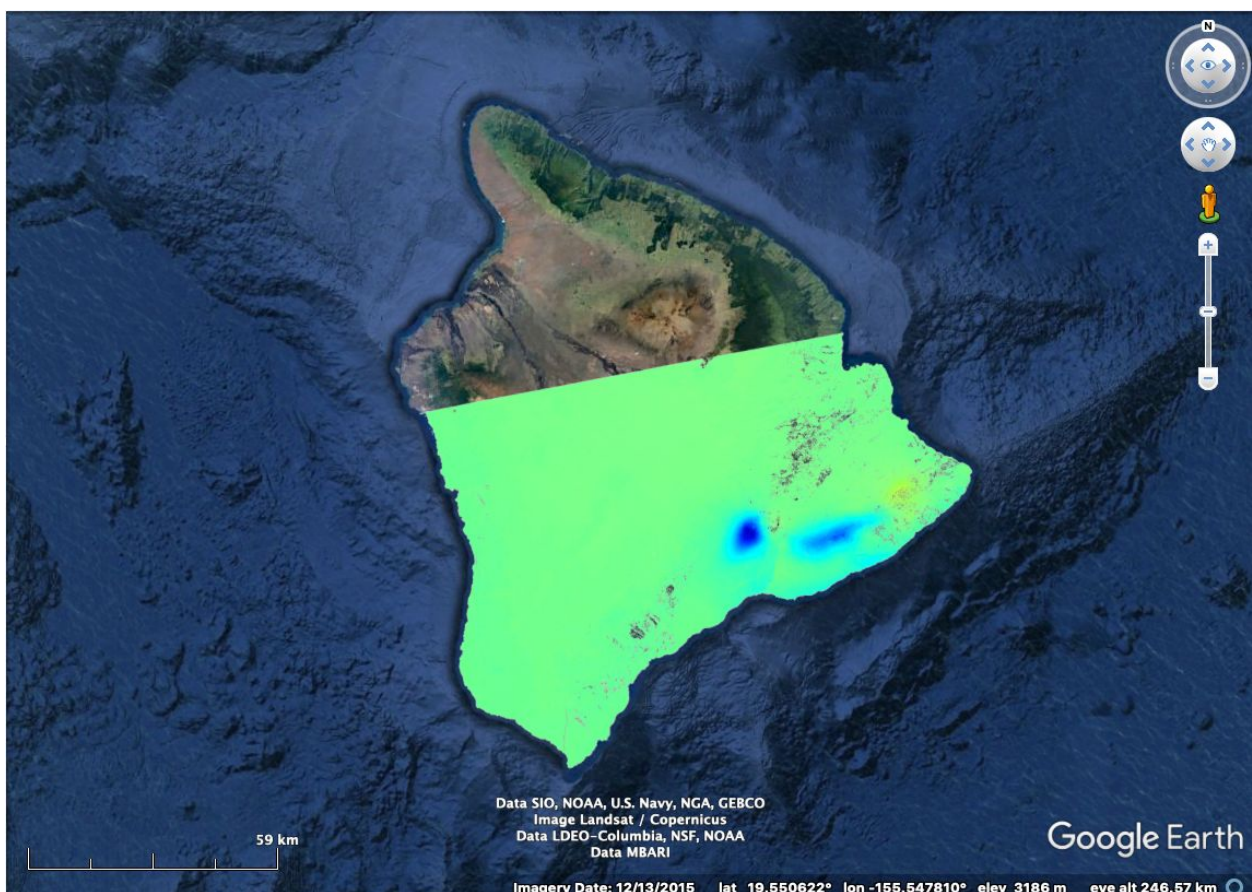 N
59 km
Data SIO, NOAA, U.S. Navy, NGA, GEBCO
Image Landsat / Copernicus
Data LDEO-Columbia, NSF, NOAA
Data MBARI
Google Earth
Imagery Date: 12/13/2015 lat 19.550622° lon -155.547810° elev 3186 m eye alt 246.57 km